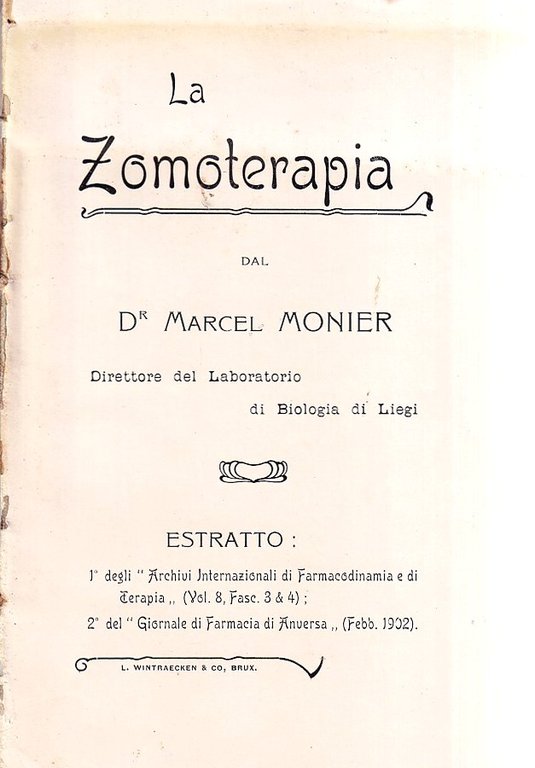 La
Zomoterapia
DAL
DR MARCEL MONIER
Direttore del Laboratorio
di Biologia di Liegi
ESTRATTO :
1° degli “ Archivi Internazionali di Farmacodinamia e di
Terapia „ (Vol. 8, Fasc. 3 & 4) ;
2° del “ Giornale di Farmacia di Anversa „ (Febb. 1902).
L. WINTRAECKEN & CO, BRUX.